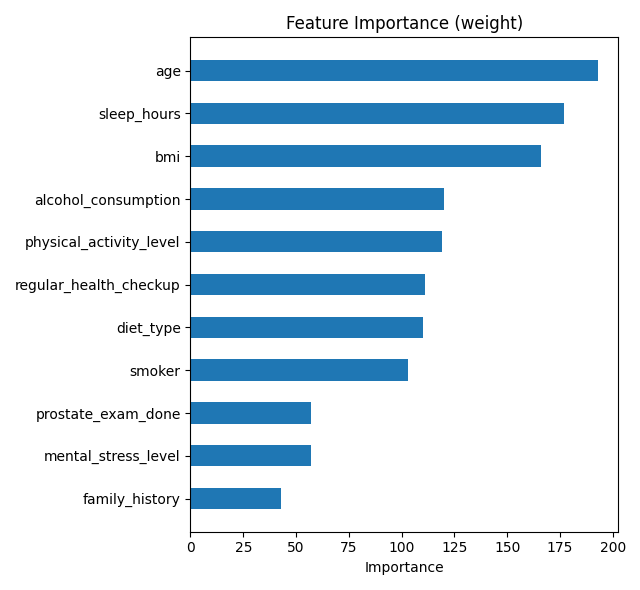 Feature Importance (weight)
age
sleep_hours
bmi
alcohol_consumption
physical_activity_level
regular_health_checkup
diet_type
smoker
prostate_exam_done
mental_stress_level
family_history
0 25 50 75 100 125 150 175 200
Importance